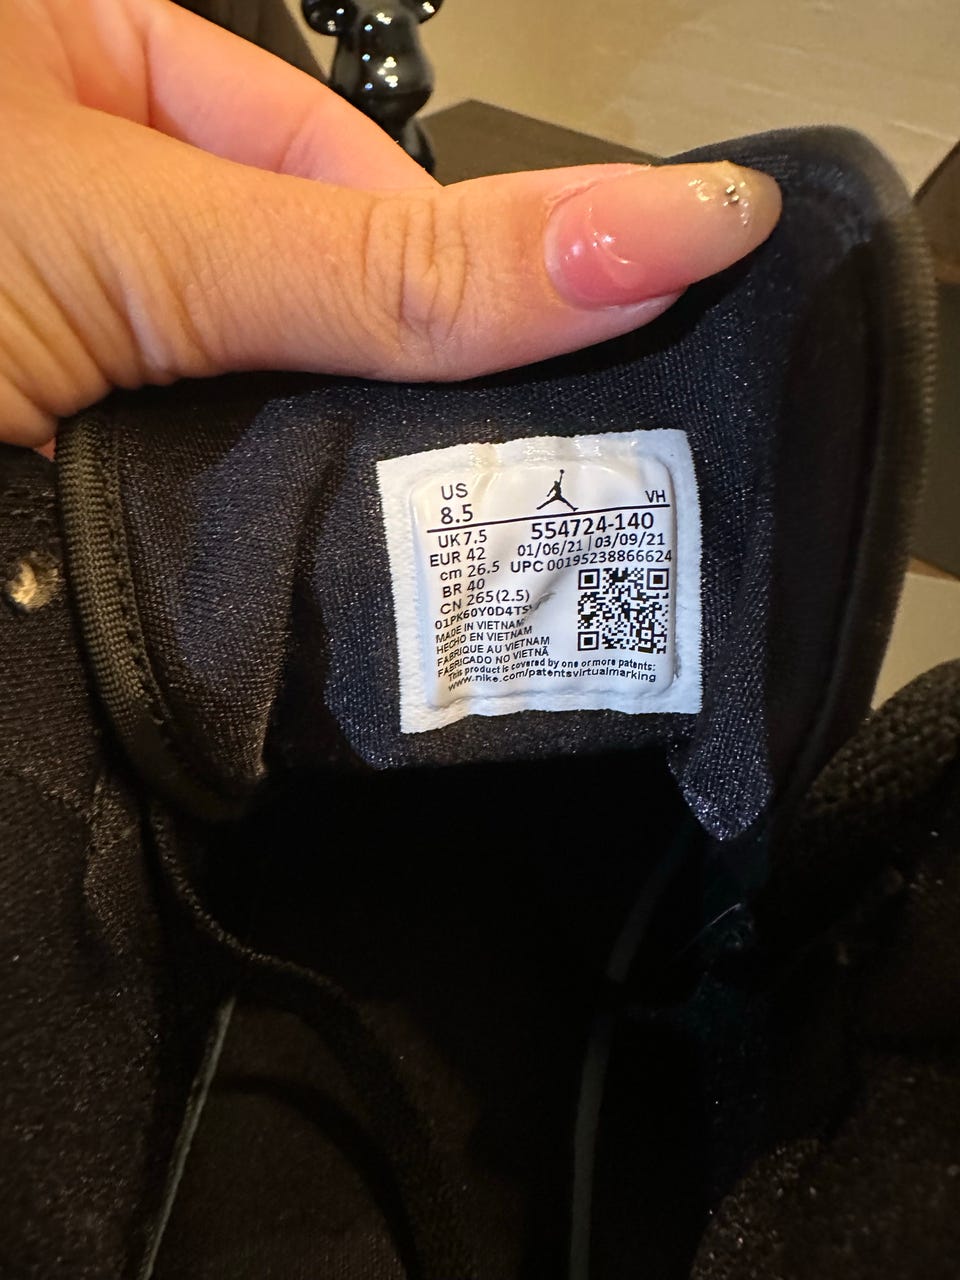 US
8.5
VH
UK 7.5
EUR 42
cm 26.5
BR 40
CN 265(2.5)
554724-140
01/06/21 | 03/09/21
UPC 00195238866624
MADE IN VIETNAM
HECHO EN VIETNAM
FABRIQUE AU VIETNAM
FABRICADO NO VIETNÃ
This product is covered by one or more patents:
www.nike.com/patentsvirtualmarking